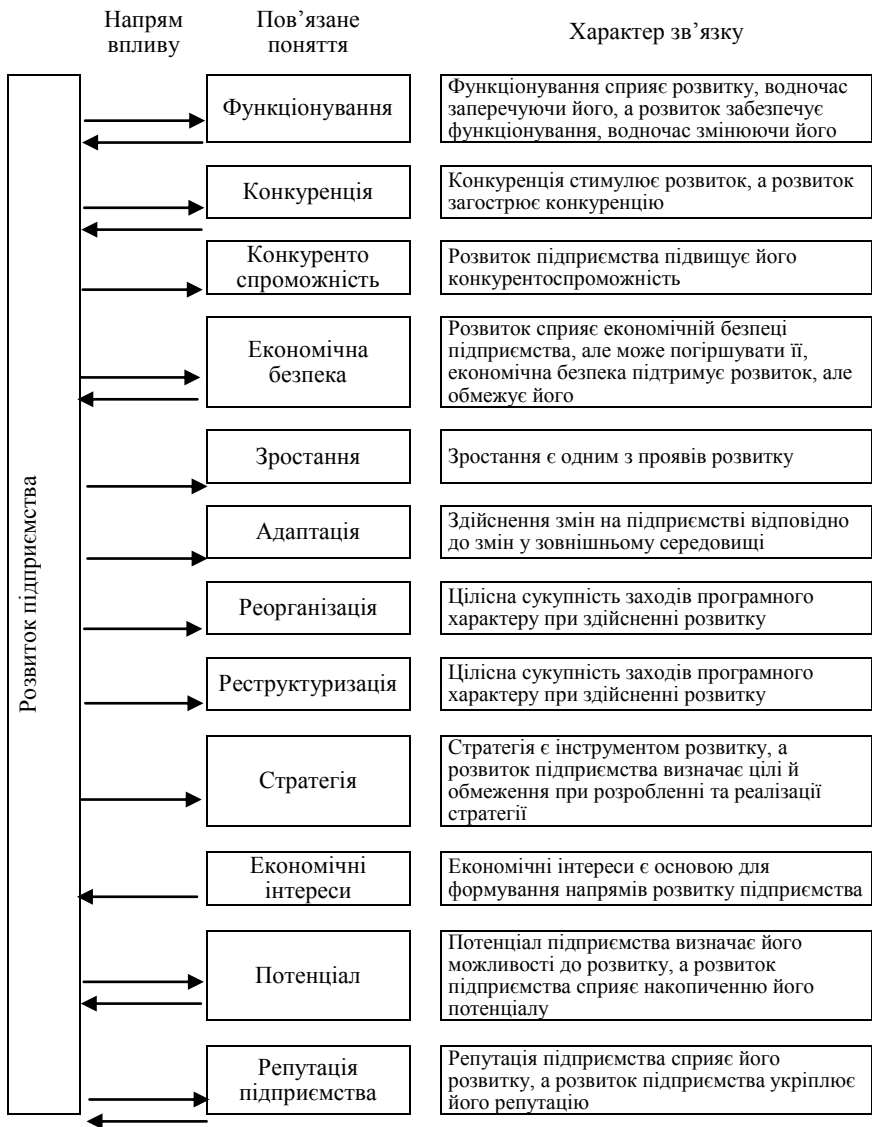 Напрям
впливу
Пов’язане
поняття
Характер зв’язку
Розвиток підприємства
Функціонування
Функціонування сприяє розвитку, водночас
заперечуючи його, а розвиток забезпечує
функціонування, водночас змінюючи його
Конкуренція
Конкуренція стимулює розвиток, а розвиток
загострює конкуренцію
Конкуренто
спроможність
Розвиток підприємства підвищує його
конкурентоспроможність
Економічна
безпека
Розвиток сприяє економічній безпеці
підприємства, але може погіршувати її,
економічна безпека підтримує розвиток, але
обмежує його
Зростання
Зростання є одним з проявів розвитку
Адаптація
Здійснення змін на підприємстві відповідно
до змін у зовнішньому середовищі
Реорганізація
Цілісна сукупність заходів програмного
характеру при здійсненні розвитку
Реструктуризація
Цілісна сукупність заходів програмного
характеру при здійсненні розвитку
Стратегія
Стратегія є інструментом розвитку, а
розвиток підприємства визначає цілі й
обмеження при розробленні та реалізації
стратегії
Економічні
інтереси
Економічні інтереси є основою для
формування напрямів розвитку підприємства
Потенціал
Потенціал підприємства визначає його
можливості до розвитку, а розвиток
підприємства сприяє накопиченню його
потенціалу
Репутація
підприємства
Репутація підприємства сприяє його
розвитку, а розвиток підприємства укріплює
його репутацію